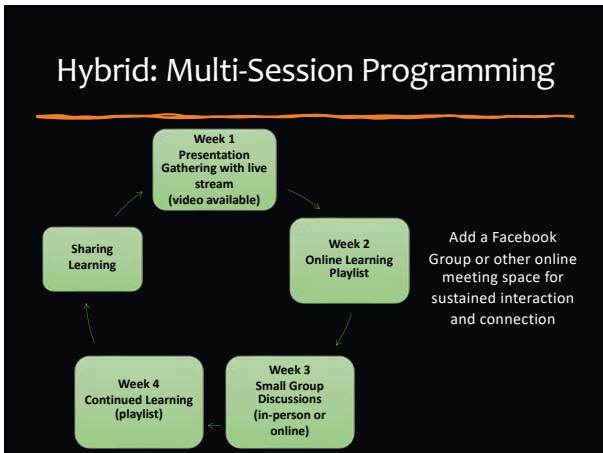 Hybrid: Multi-Session Programming
Week 1
Presentation
Gathering with live
stream
(video available)
Week 2
Online Learning
Playlist
Week 3
Small Group
Discussions
(in-person or
online)
Week 4
Continued Learning
(playlist)
Sharing
Learning
Add a Facebook
Group or other online
meeting space for
sustained interaction
and connection